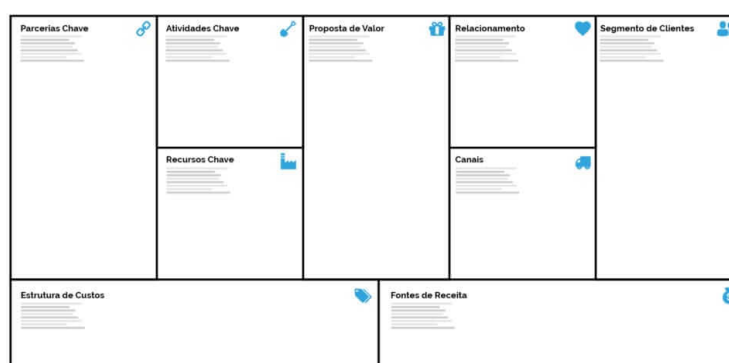 Parcerias Chave
Atividades Chave
Proposta de Valor
Relacionamento
Segmento de Clientes
Recursos Chave
Canais
Estrutura de Custos
Fontes de Receita